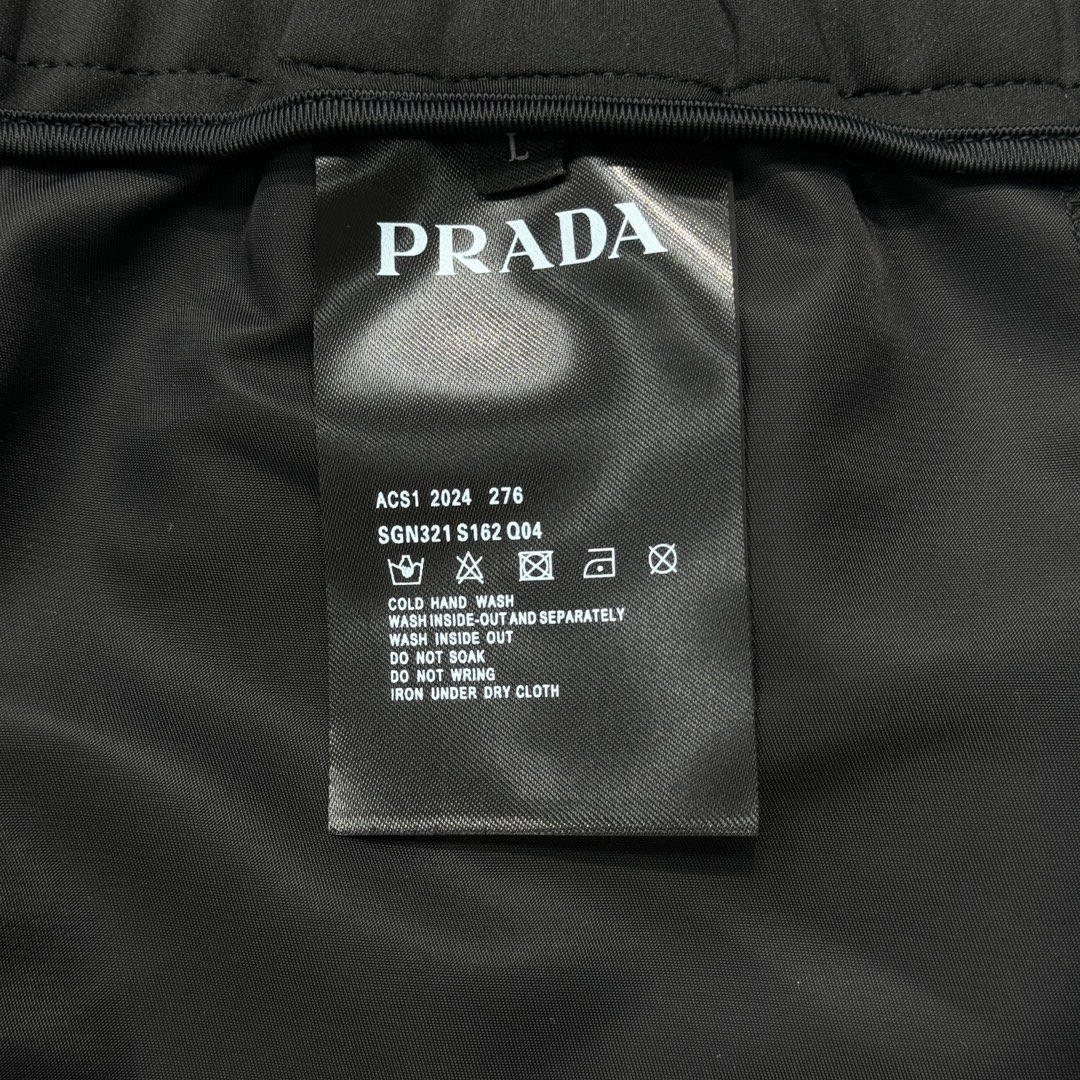 L
PRADA
ACS1 2024 276
SGN321 S162 Q04
COLD HAND WASH
WASH INSIDE-OUT AND SEPARATELY
WASH INSIDE OUT
DO NOT SOAK
DO NOT WRING
IRON UNDER DRY CLOTH